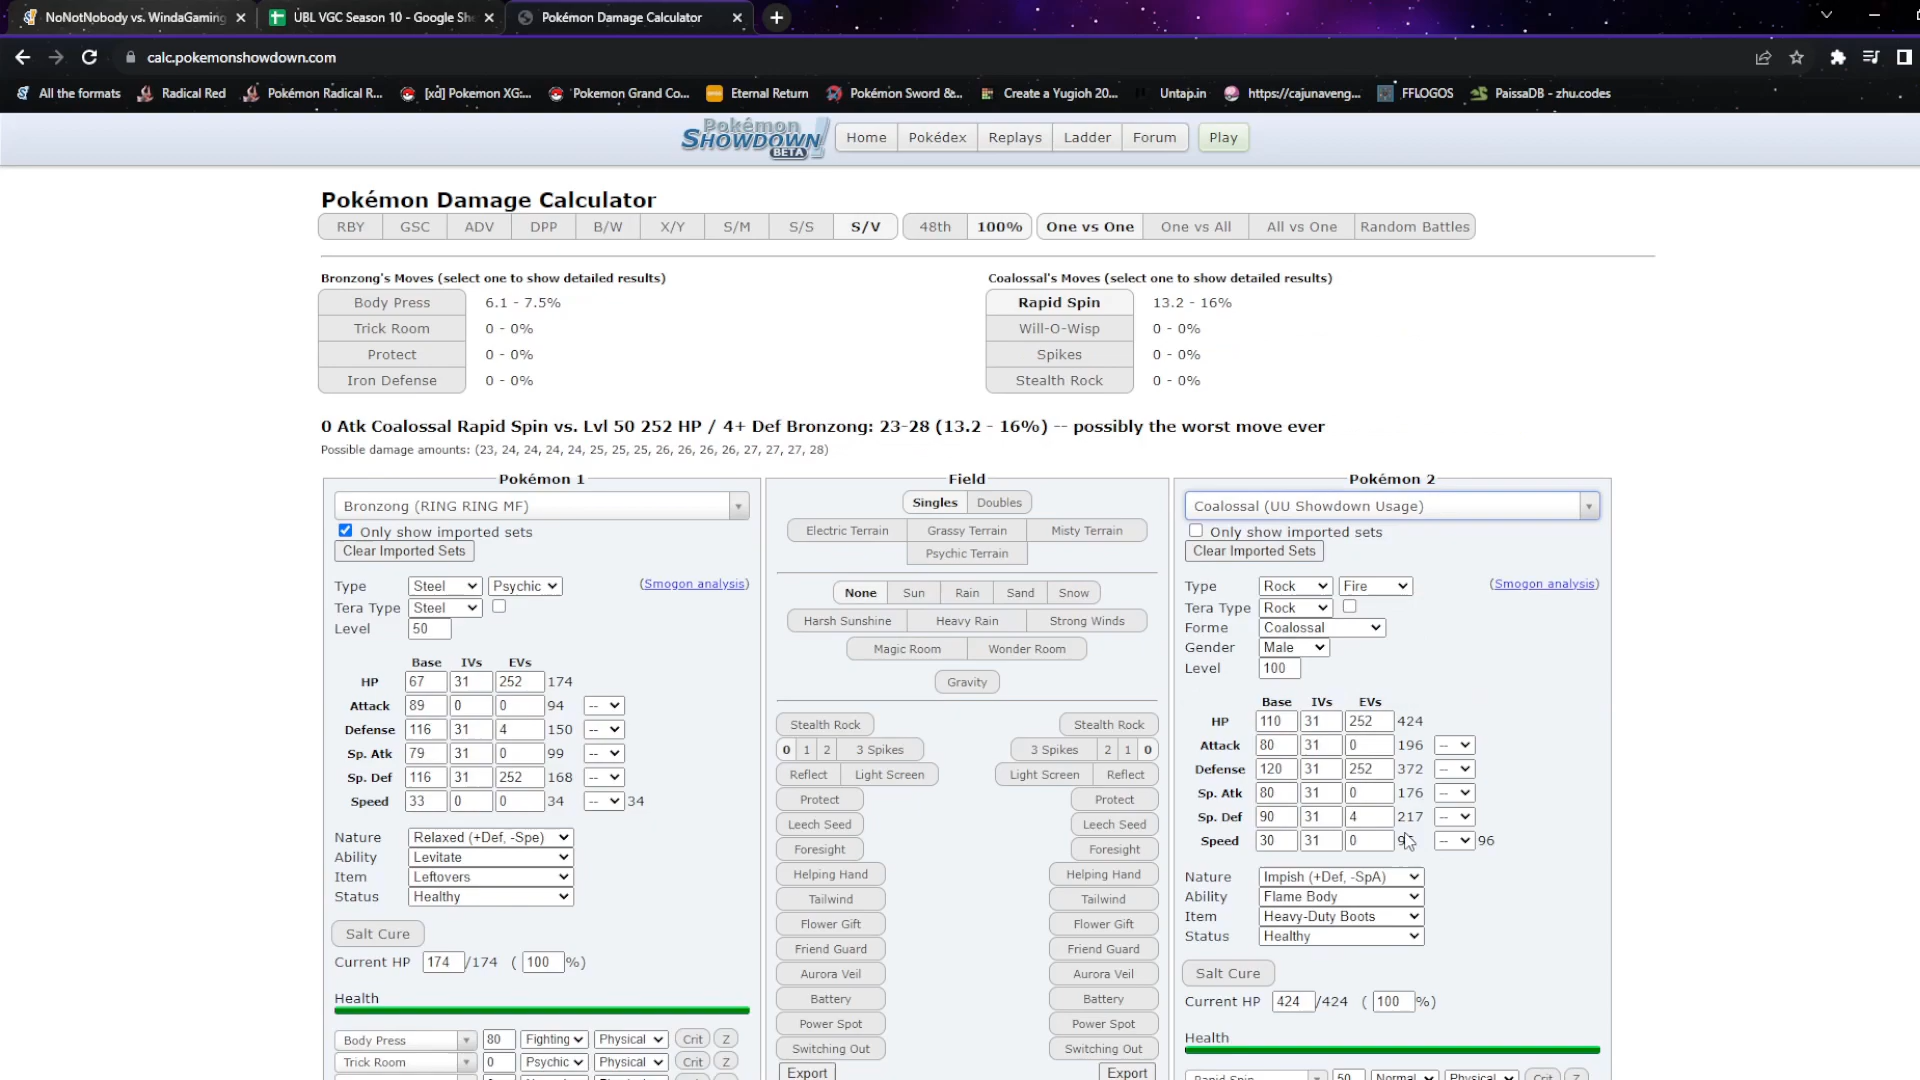 NoNotNobody vs. WindaGaming
UBL VGC Season 10 - Google She
Pokémon Damage Calculator
calc.pokemonshowdown.com
All the formats Radical Red Pokémon Radical R... [xd] Pokemon XG:... Pokemon Grand Co... Eternal Return Pokémon Sword &... Create a Yugioh 20... Untap.in https://cajunaveng... FFLOGOS PaissaDB - zhu.codes
Pokémon SHOWDOWN! BETA Home Pokédex Replays Ladder Forum Play
Pokémon Damage Calculator
RBY GSC ADV DPP B/W X/Y S/M S/S S/V 48th 100% One vs One One vs All All vs One Random Battles
Bronzong's Moves (select one to show detailed results) Coalossal's Moves (select one to show detailed results)
Body Press 6.1 - 7.5% Rapid Spin 13.2 - 16%
Trick Room 0 - 0% Will-O-Wisp 0 - 0%
Protect 0 - 0% Spikes 0 - 0%
Iron Defense 0 - 0% Stealth Rock 0 - 0%
0 Atk Coalossal Rapid Spin vs. Lvl 50 252 HP / 4+ Def Bronzong: 23-28 (13.2 - 16%) -- possibly the worst move ever
Possible damage amounts: (23, 24, 24, 24, 24, 25, 25, 25, 26, 26, 26, 26, 27, 27, 27, 28)
Pokémon 1
Bronzong (RING RING MF)
Only show imported sets
Clear Imported Sets
Type Steel Psychic (Smogon analysis)
Tera Type Steel
Level 50
Base IVs EVs
HP 67 31 252 174
Attack 89 0 0 94 --
Defense 116 31 4 150 --
Sp. Atk 79 31 0 99 --
Sp. Def 116 31 252 168 --
Speed 33 0 0 34 -- 34
Nature Relaxed (+Def, -Spe)
Ability Levitate
Item Leftovers
Status Healthy
Salt Cure
Current HP 174 /174 ( 100 %)
Health
Body Press 80 Fighting Physical Crit Z
Trick Room 0 Psychic Physical Crit Z
Field
Singles Doubles
Electric Terrain Grassy Terrain Misty Terrain
Psychic Terrain
None Sun Rain Sand Snow
Harsh Sunshine Heavy Rain Strong Winds
Magic Room Wonder Room
Gravity
Stealth Rock Stealth Rock
0 1 2 3 Spikes 3 Spikes 2 1 0
Reflect Light Screen Light Screen Reflect
Protect Protect
Leech Seed Leech Seed
Foresight Foresight
Helping Hand Helping Hand
Tailwind Tailwind
Flower Gift Flower Gift
Friend Guard Friend Guard
Aurora Veil Aurora Veil
Battery Battery
Power Spot Power Spot
Switching Out Switching Out
Export Export
Pokémon 2
Coalossal (UU Showdown Usage)
Only show imported sets
Clear Imported Sets
Type Rock Fire (Smogon analysis)
Tera Type Rock
Forme Coalossal
Gender Male
Level 100
Base IVs EVs
HP 110 31 252 424
Attack 80 31 0 196 --
Defense 120 31 252 372 --
Sp. Atk 80 31 0 176 --
Sp. Def 90 31 4 217 --
Speed 30 31 0 -- 96
Nature Impish (+Def, -SpA)
Ability Flame Body
Item Heavy-Duty Boots
Status Healthy
Salt Cure
Current HP 424 /424 ( 100 %)
Health
Rapid Spin 50 Normal Physical Crit Z